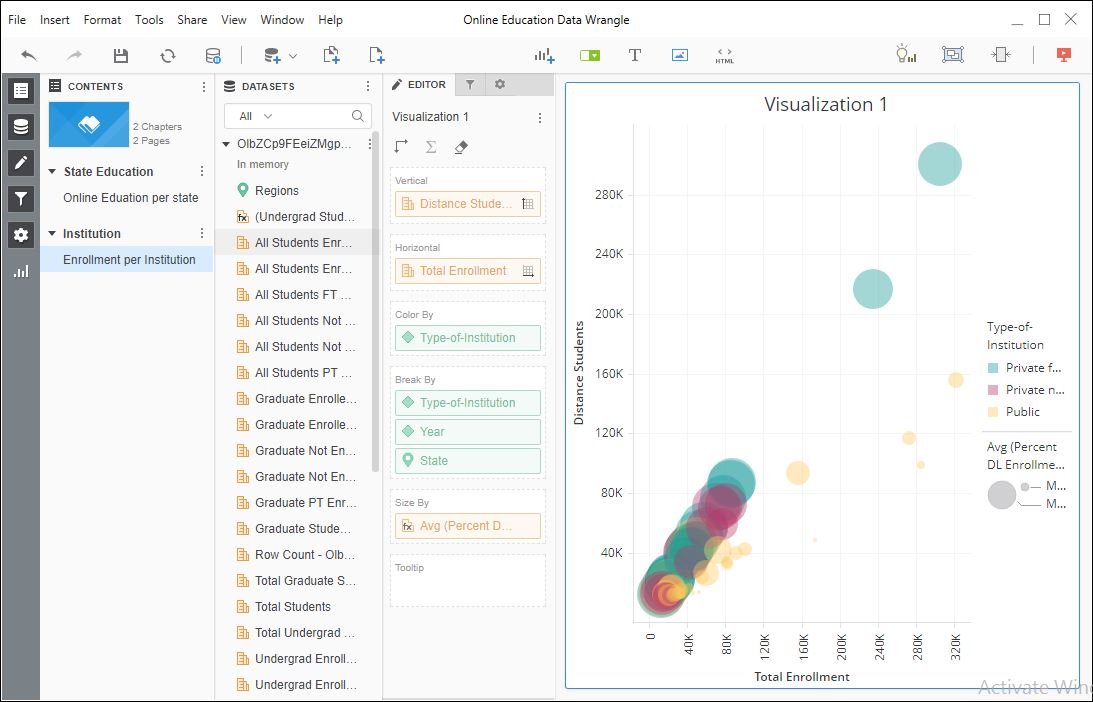 File Insert Format Tools Share View Window Help
Online Education Data Wrangle
HTML
CONTENTS
2 Chapters
2 Pages
State Education
Online Eduation per state
Institution
Enrollment per Institution
DATASETS
All
OlbZCp9FEeiZMgp...
In memory
Regions
fx (Undergrad Stud...
All Students Enr...
All Students Enr...
All Students FT ...
All Students Not ...
All Students Not ...
All Students PT ...
Graduate Enrolle...
Graduate Enrolle...
Graduate Not En...
Graduate Not En...
Graduate PT Enr...
Graduate Stude...
Row Count - Olb...
Total Graduate S...
Total Students
Total Undergrad ...
Undergrad Enroll...
Undergrad Enroll...
EDITOR
Visualization 1
Vertical
Distance Stude...
Horizontal
Total Enrollment
Color By
Type-of-Institution
Break By
Type-of-Institution
Year
State
Size By
fx Avg (Percent D...
Tooltip
Visualization 1
Distance Students
280K
240K
200K
160K
120K
80K
40K
0 40K 80K 120K 160K 200K 240K 280K 320K
Total Enrollment
Type-of-
Institution
Private f...
Private n...
Public
Avg (Percent
DL Enrollme...
M...
M...
Activate Win